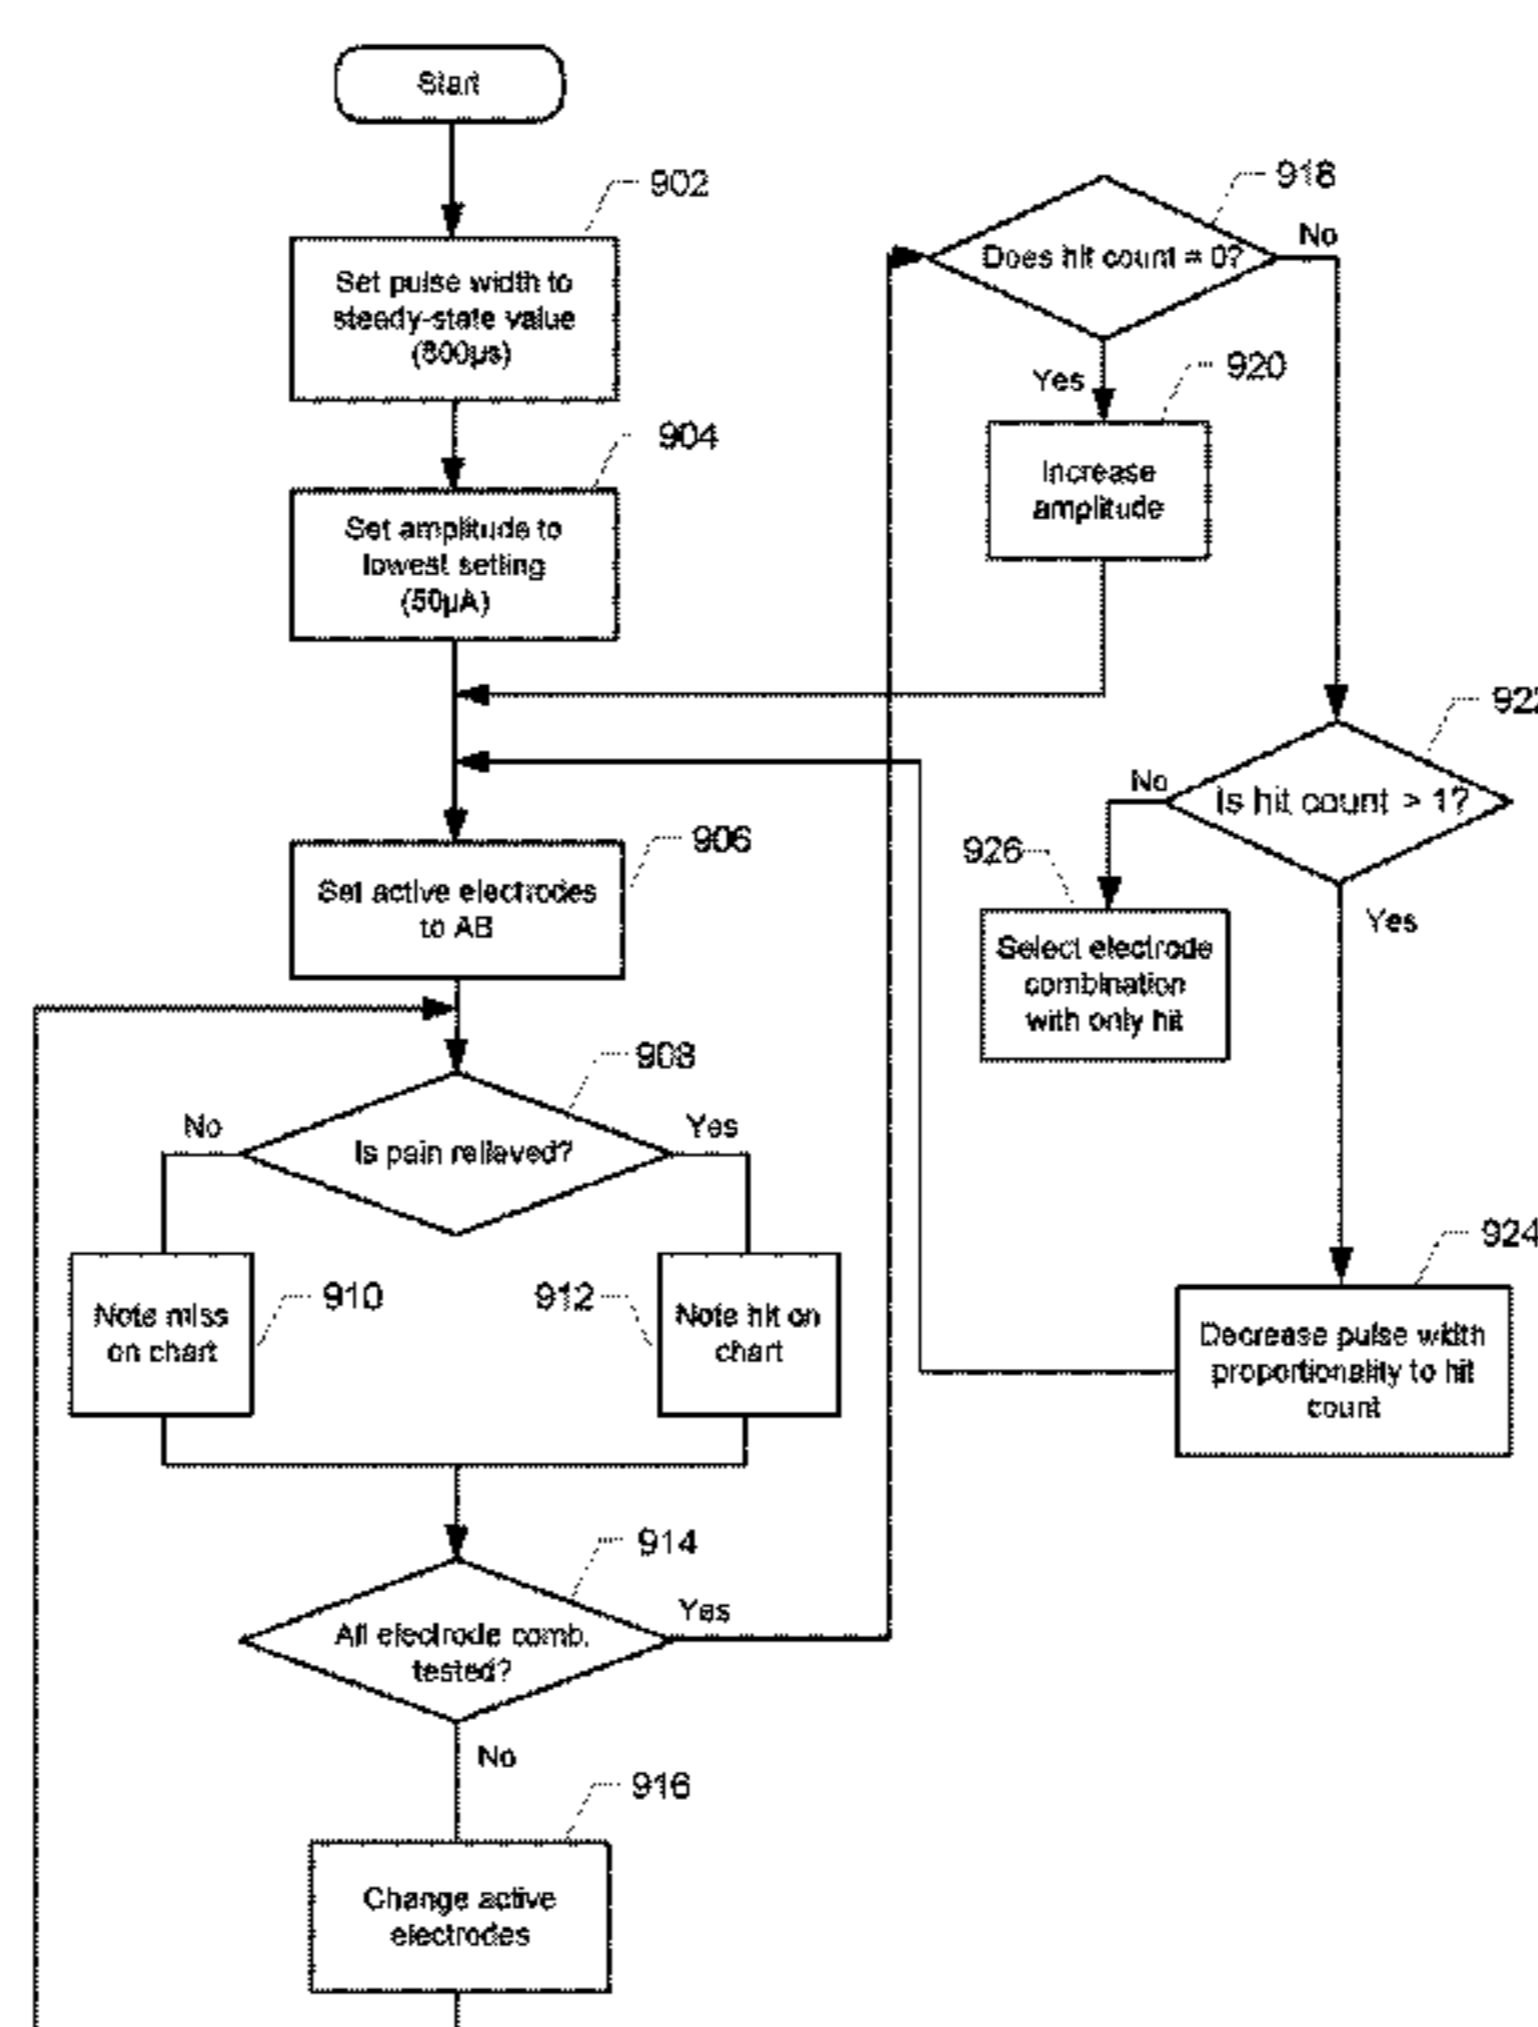 Start
902
Set pulse width to
steady-state value
904
Set amplitude to
lowest setting
(50μA)
906
Set active electrodes
to AB
908
Is pain relieved?
No
Yes
910
Note miss
on chart
912
Note hit on
chart
914
All electrode comb.
tested?
Yes
No
916
Change active
electrodes
918
Does hit count = 0?
No
Yes
920
Increase
amplitude
Is hit count > 1?
No
Yes
926
Select electrode
combination
with only hit
924
Decrease pulse width
proportionality to hit
count